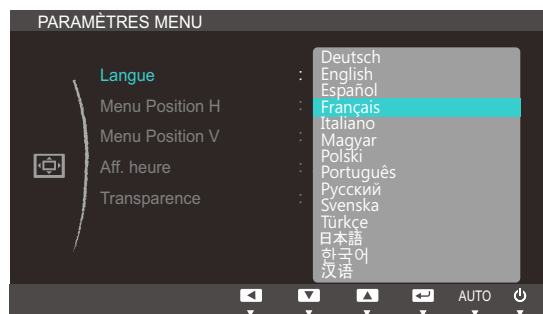 PARAMÈTRES MENU
Langue :
Menu Position H :
Menu Position V :
Aff. heure :
Transparence :
Deutsch
English
Español
Français
Italiano
Magyar
Polski
Português
Русский
Svenska
Türkçe
日本語
한국어
汉语
AUTO